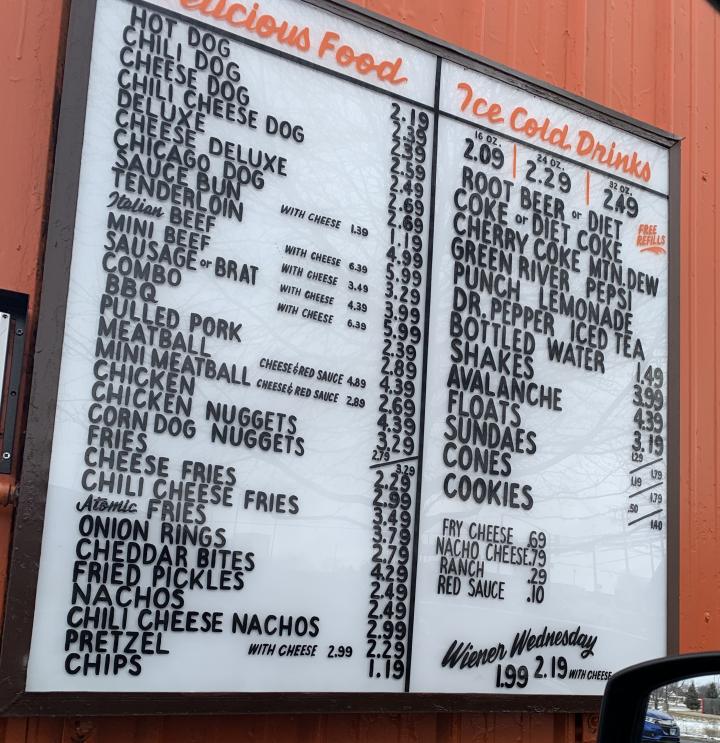 Delicious Food
HOT DOG 2.19
CHILI DOG 2.39
CHEESE DOG 2.39
CHILI CHEESE DOG 2.59
DELUXE 2.49
CHEESE DELUXE 2.69
CHICAGO DOG 2.69
SAUCE BUN WITH CHEESE 1.39 1.19
TENDERLOIN 4.99
Italian BEEF WITH CHEESE 6.39 5.99
MINI BEEF WITH CHEESE 3.49 3.29
SAUSAGE or BRAT WITH CHEESE 4.39 3.99
COMBO WITH CHEESE 6.39 5.99
BBQ 2.39
PULLED PORK 2.89
MEATBALL CHEESE & RED SAUCE 4.89 4.39
MINI MEATBALL CHEESE & RED SAUCE 2.89 2.69
CHICKEN 4.39
CHICKEN NUGGETS 3.29
CORN DOG NUGGETS 2.79 / 3.29
FRIES 2.29
CHEESE FRIES 2.99
CHILI CHEESE FRIES 3.49
Atomic FRIES 3.79
ONION RINGS 2.79
CHEDDAR BITES 4.29
FRIED PICKLES 2.49
NACHOS 2.49
CHILI CHEESE NACHOS 2.99
PRETZEL WITH CHEESE 2.99 2.29
CHIPS 1.19
Ice Cold Drinks
16 OZ. 24 OZ. 32 OZ.
2.09 | 2.29 | 2.49
ROOT BEER or DIET
COKE or DIET COKE
FREE REFILLS
CHERRY COKE MTN. DEW
GREEN RIVER PEPSI
PUNCH LEMONADE
DR. PEPPER ICED TEA
BOTTLED WATER 1.49
SHAKES 3.99
AVALANCHE 4.39
FLOATS 3.19
SUNDAES 1.29 / 1.79
CONES 1.19 / 1.79
COOKIES .50 / 1.40
FRY CHEESE .69
NACHO CHEESE .79
RANCH .29
RED SAUCE .10
Wiener Wednesday
1.99 2.19 WITH CHEESE